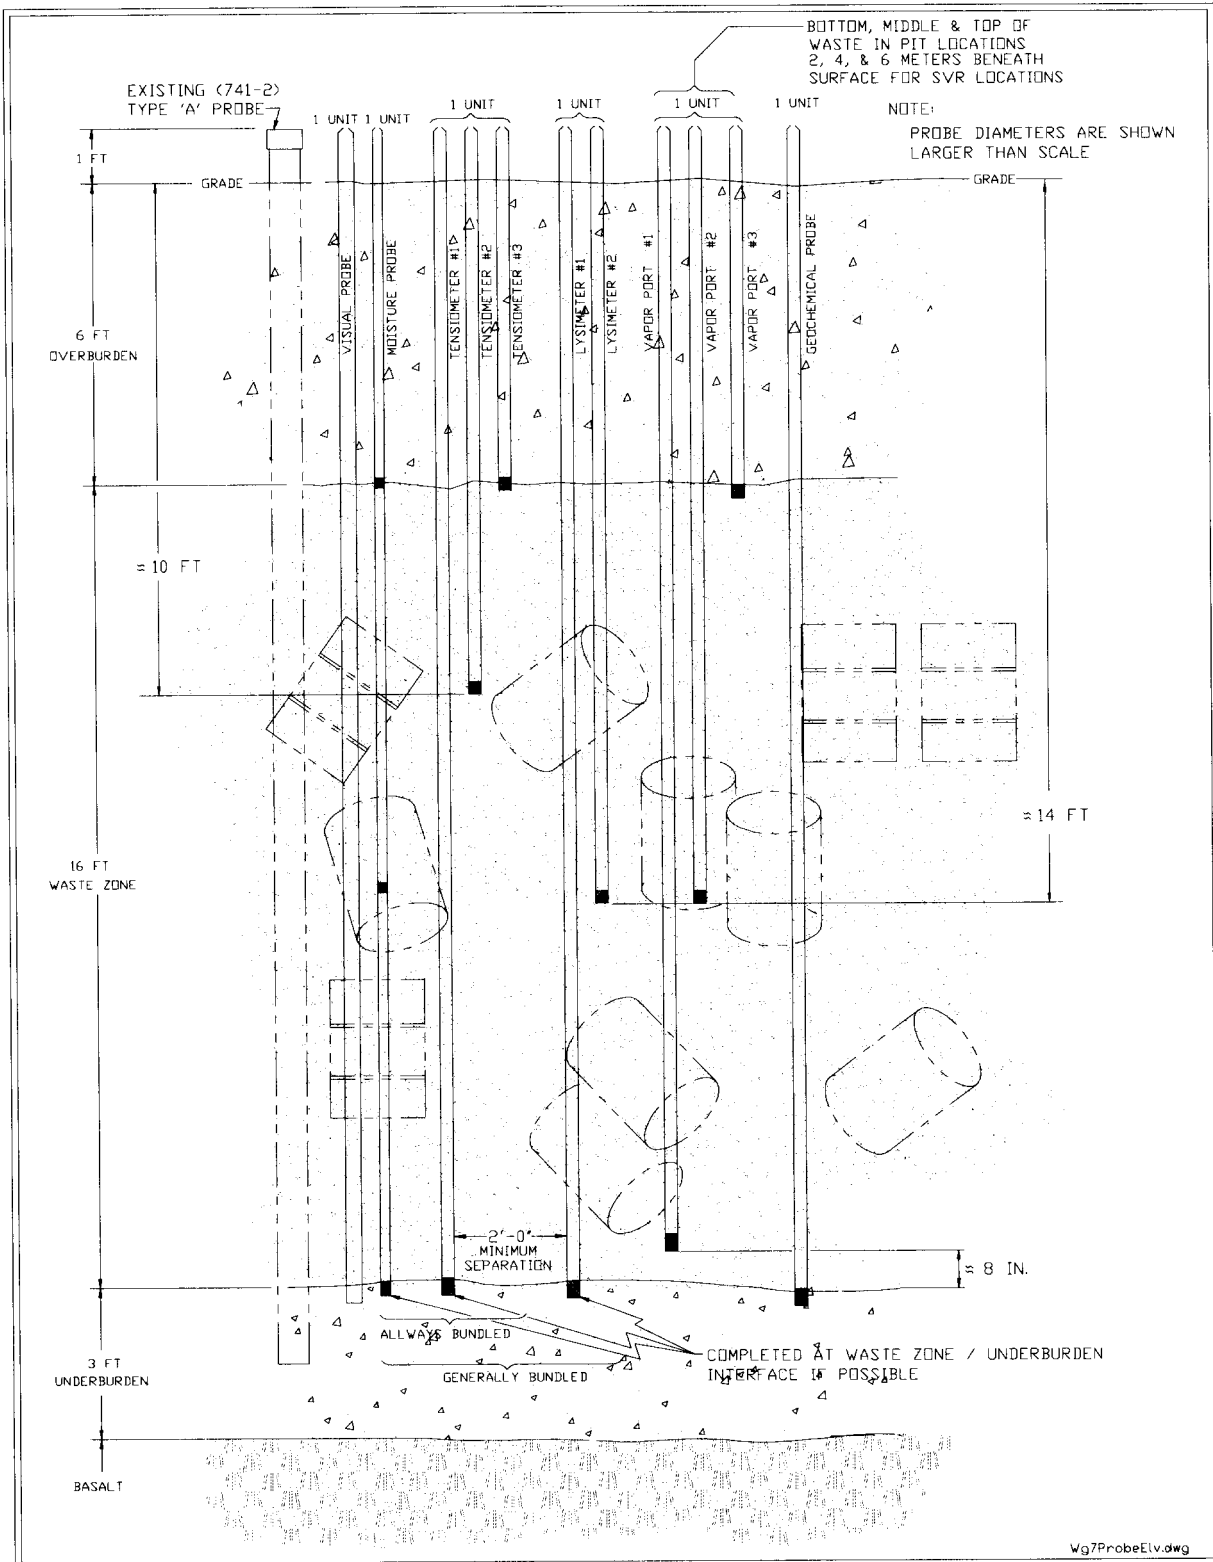 BOTTOM, MIDDLE & TOP OF
WASTE IN PIT LOCATIONS
2, 4, & 6 METERS BENEATH
SURFACE FOR SVR LOCATIONS
EXISTING (741-2)
TYPE 'A' PROBE
1 UNIT
1 UNIT
1 UNIT
1 UNIT
1 UNIT
1 UNIT
NOTE:
PROBE DIAMETERS ARE SHOWN
LARGER THAN SCALE
1 FT
GRADE
GRADE
VISUAL PROBE
MOISTURE PROBE
TENSIOMETER #1
TENSIOMETER #2
TENSIOMETER #3
LYSIMETER #1
LYSIMETER #2
VAPOR PORT #1
VAPOR PORT #2
VAPOR PORT #3
GEOCHEMICAL PROBE
6 FT
OVERBURDEN
≈10 FT
≈14 FT
16 FT
WASTE ZONE
2'-0"
MINIMUM
SEPARATION
≈ 8 IN.
ALLWAYS BUNDLED
GENERALLY BUNDLED
COMPLETED AT WASTE ZONE / UNDERBURDEN
INTERFACE IF POSSIBLE
3 FT
UNDERBURDEN
BASALT
Wg7ProbeElv.dwg